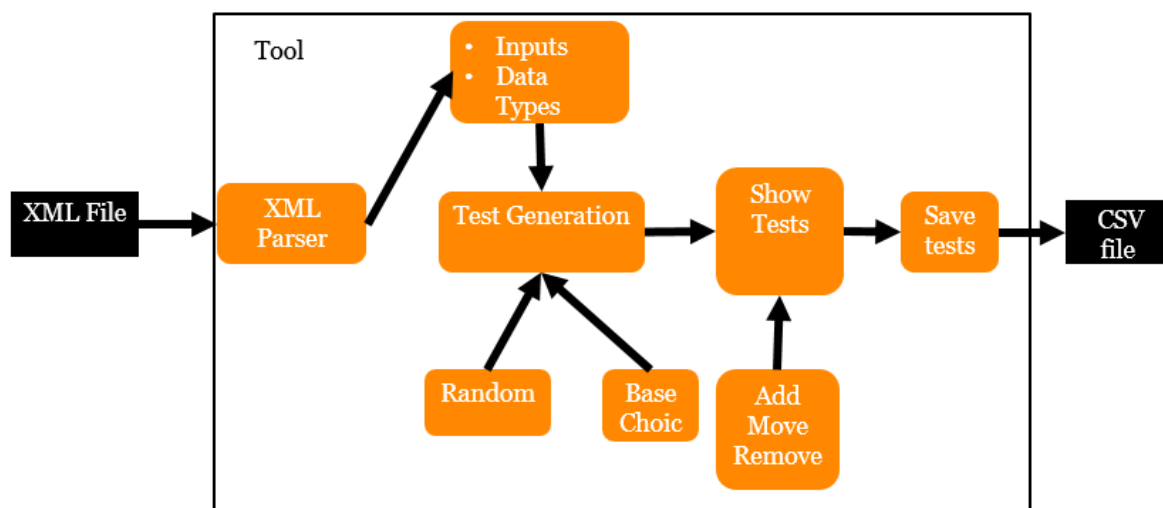 Tool
• Inputs
• Data
Types
XML File
XML
Parser
Test Generation
Show
Tests
Save
tests
CSV
file
Random
Base
Choic
Add
Move
Remove